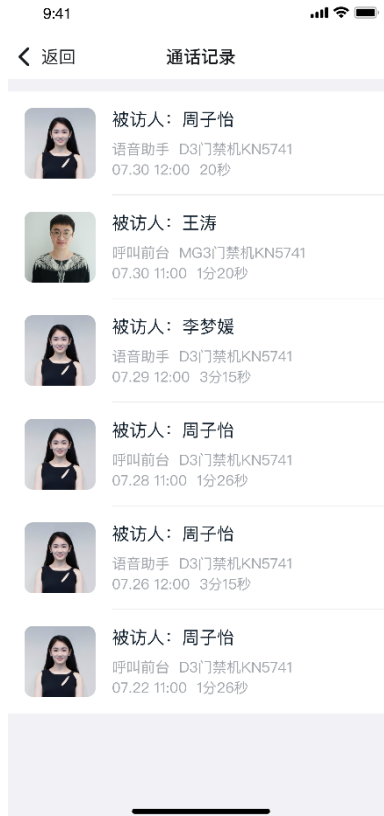 9:41
返回 通话记录
被访人：周子怡
语音助手 D3门禁机KN5741
07.30 12:00 20秒
被访人：王涛
呼叫前台 MG3门禁机KN5741
07.30 11:00 1分20秒
被访人：李梦媛
语音助手 D3门禁机KN5741
07.29 12:00 3分15秒
被访人：周子怡
呼叫前台 D3门禁机KN5741
07.28 11:00 1分26秒
被访人：周子怡
语音助手 D3门禁机KN5741
07.26 12:00 3分15秒
被访人：周子怡
呼叫前台 D3门禁机KN5741
07.22 11:00 1分26秒